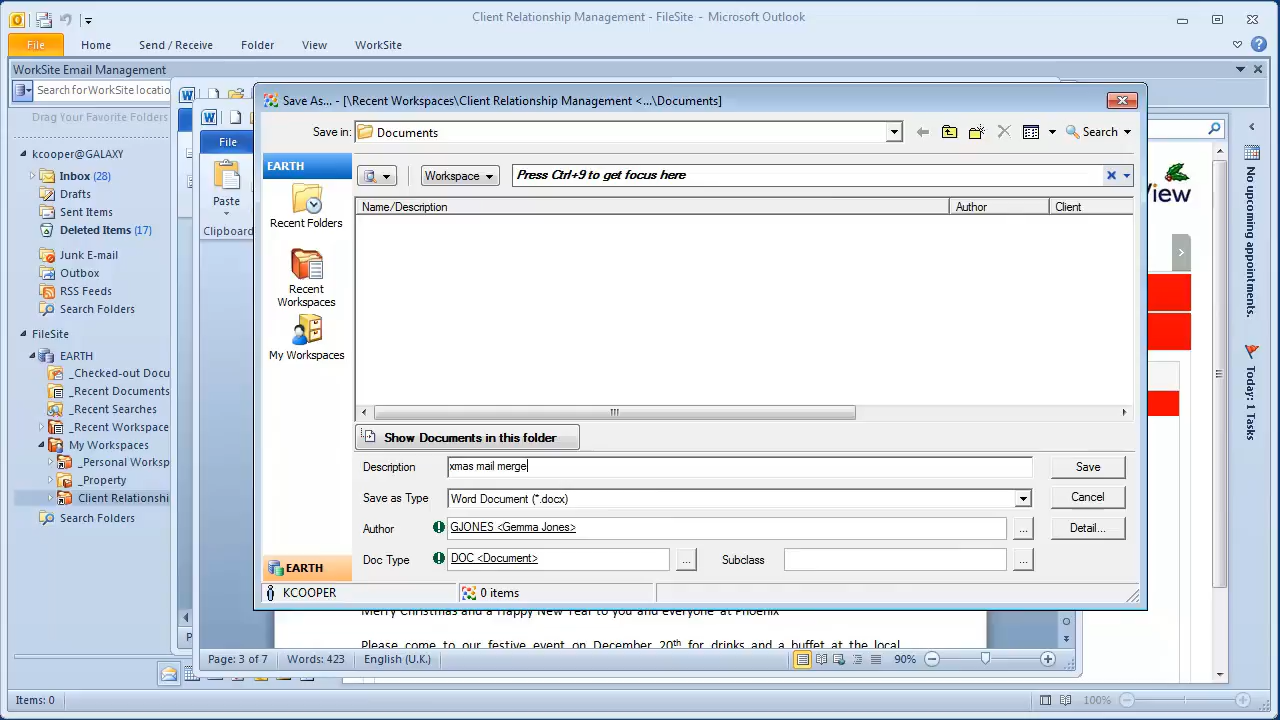 Client Relationship Management - FileSite - Microsoft Outlook
File Home Send / Receive Folder View WorkSite
WorkSite Email Management
Search forWorkSite locatio
Drag Your Favorite Folders
kcooper@GALAXY
Inbox (28)
Drafts
Sent Items
Deleted Items (17)
Junk E-mail
Outbox
RSS Feeds
Search Folders
FileSite
EARTH
_Checked-out Docu
_Recent Documents
_Recent Searches
_Recent Workspace
My Workspaces
_Personal Worksp
_Property
Client Relationshi
Search Folders
File
Paste
Clipboard
Save As... - [\Recent Workspaces\Client Relationship Management <...\Documents]
Save in: Documents Search
EARTH
Workspace Press Ctrl+9 to get focus here
Recent Folders
Recent
Workspaces
My Workspaces
EARTH
Name/Description Author Client
Show Documents in this folder
Description xmas mail merge Save
Save as Type Word Document (*.docx) Cancel
Author GJONES <Gemma Jones> ... Detail...
Doc Type DOC <Document> ... Subclass ...
KCOOPER 0 items
Merry Christmas and a Happy New Year to you and everyone at Phoenix
Please come to our festive event on December 20th for drinks and a buffet at the local
Page: 3 of 7 Words: 423 English (U.K.) 90%
View
No upcoming appointments.
Today: 1 Tasks
Items: 0 100%